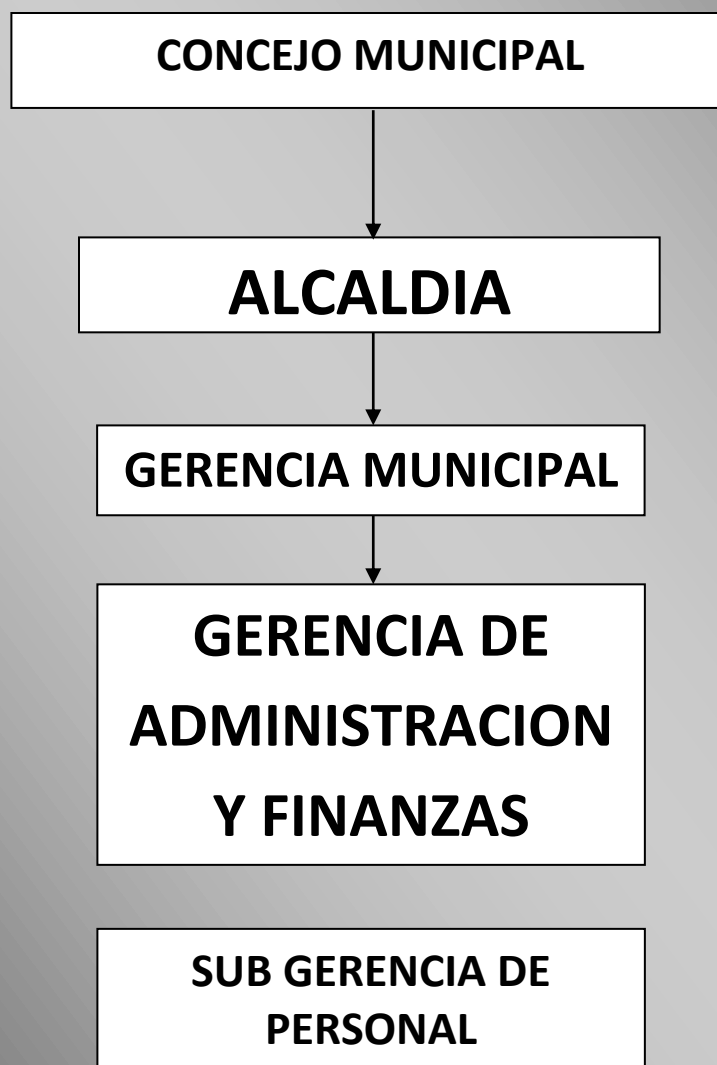 CONCEJO MUNICIPAL
ALCALDIA
GERENCIA MUNICIPAL
GERENCIA DE
ADMINISTRACION
Y FINANZAS
SUB GERENCIA DE
PERSONAL